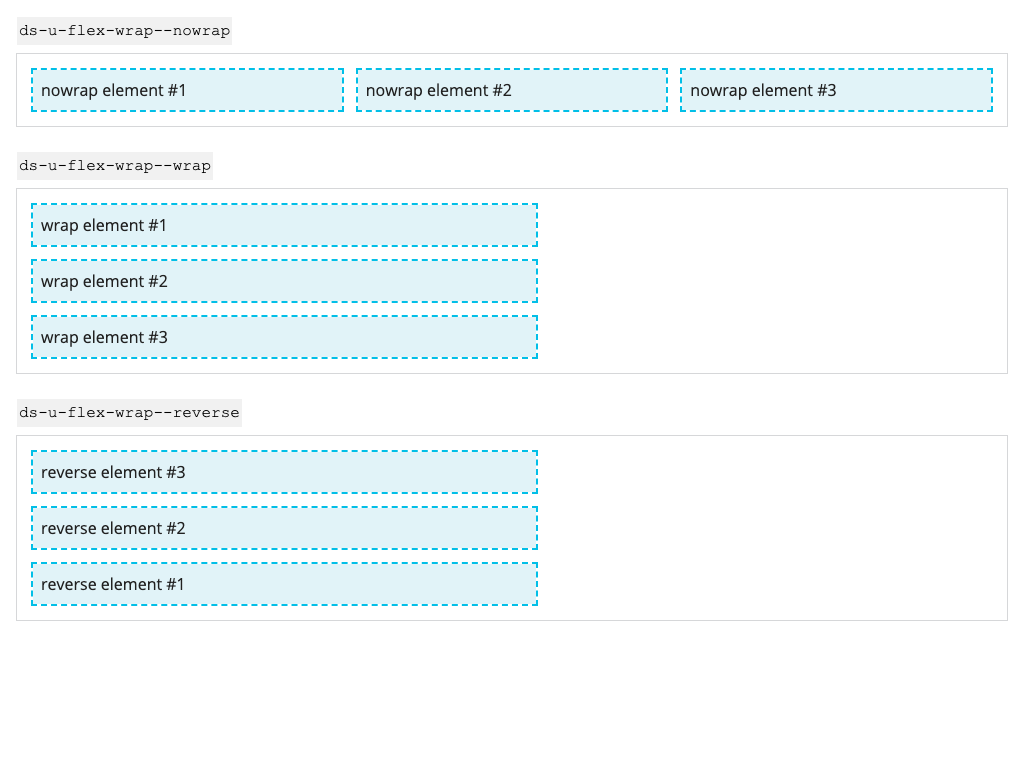 ds-u-flex-wrap--nowrap
nowrap element #1 nowrap element #2 nowrap element #3
ds-u-flex-wrap--wrap
wrap element #1
wrap element #2
wrap element #3
ds-u-flex-wrap--reverse
reverse element #3
reverse element #2
reverse element #1